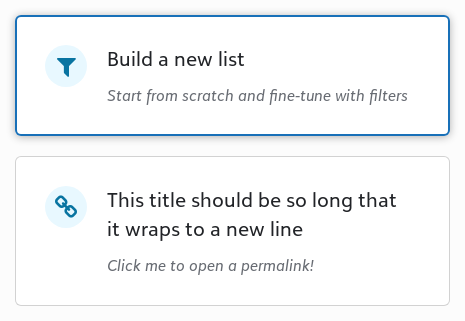 Build a new list
Start from scratch and fine-tune with filters
This title should be so long that
it wraps to a new line
Click me to open a permalink!